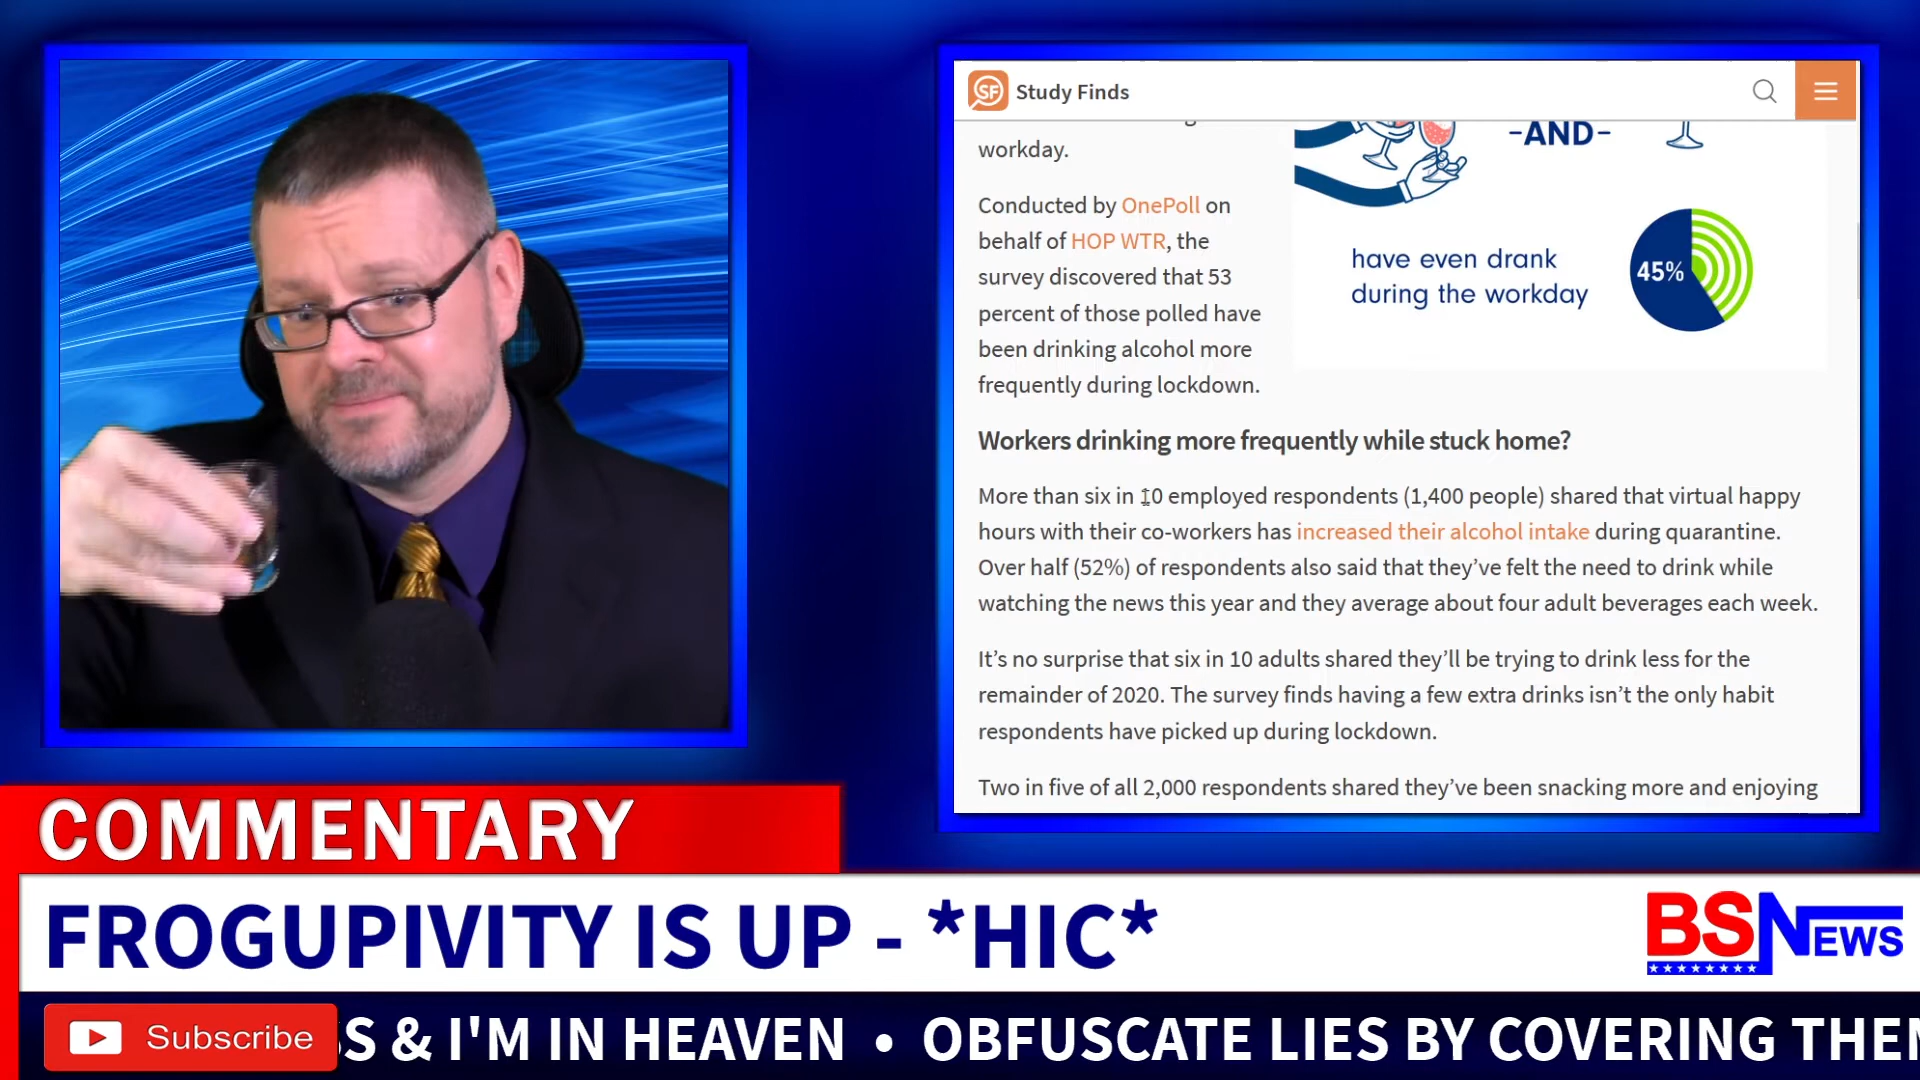 SF Study Finds
workday.
Conducted by OnePoll on
behalf of HOP WTR, the
survey discovered that 53
percent of those polled have
been drinking alcohol more
frequently during lockdown.
-AND-
have even drank
during the workday
45%
Workers drinking more frequently while stuck home?
More than six in 10 employed respondents (1,400 people) shared that virtual happy
hours with their co-workers has increased their alcohol intake during quarantine.
Over half (52%) of respondents also said that they’ve felt the need to drink while
watching the news this year and they average about four adult beverages each week.
It’s no surprise that six in 10 adults shared they’ll be trying to drink less for the
remainder of 2020. The survey finds having a few extra drinks isn’t the only habit
respondents have picked up during lockdown.
Two in five of all 2,000 respondents shared they’ve been snacking more and enjoying
COMMENTARY
FROGUPIVITY IS UP - *HIC*
BSNEWS
Subscribe
S & I'M IN HEAVEN • OBFUSCATE LIES BY COVERING